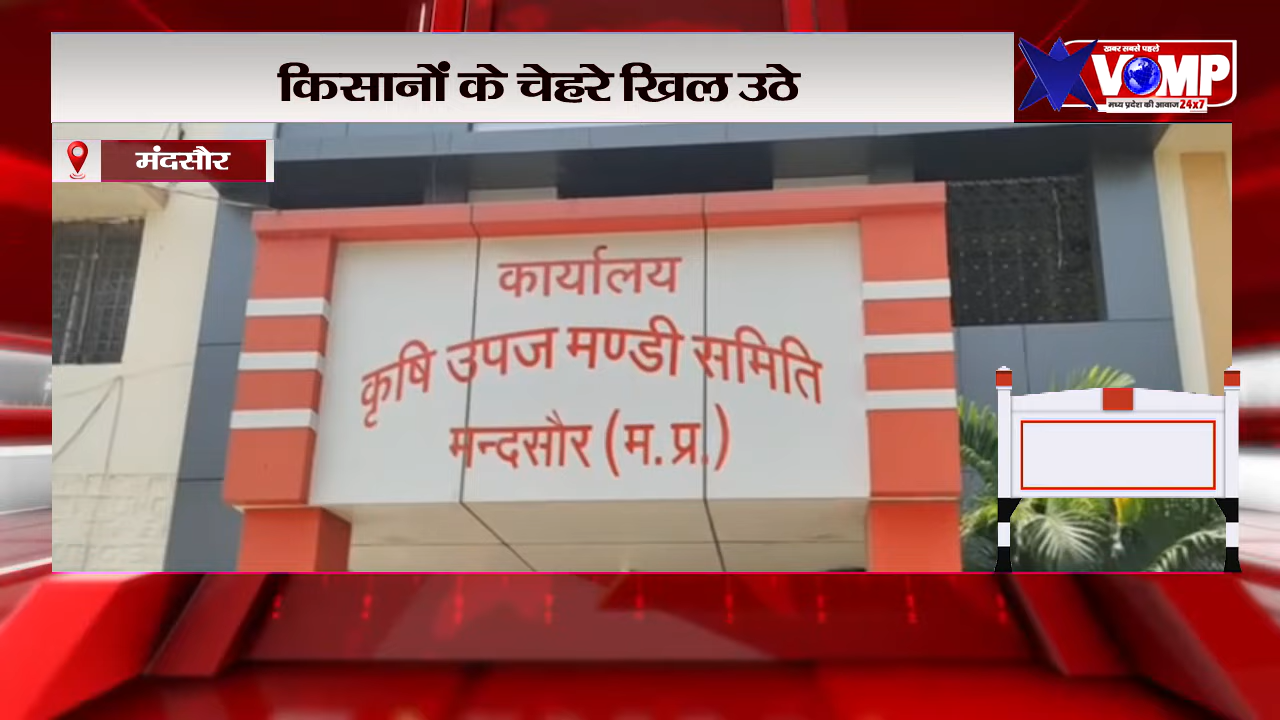 किसानों के चेहरे खिल उठे
खबर सबसे पहले
VOMP
मध्य प्रदेश की आवाज 24x7
मंदसौर
कार्यालय
कृषि उपज मण्डी समिति
मन्दसौर (म.प्र.)